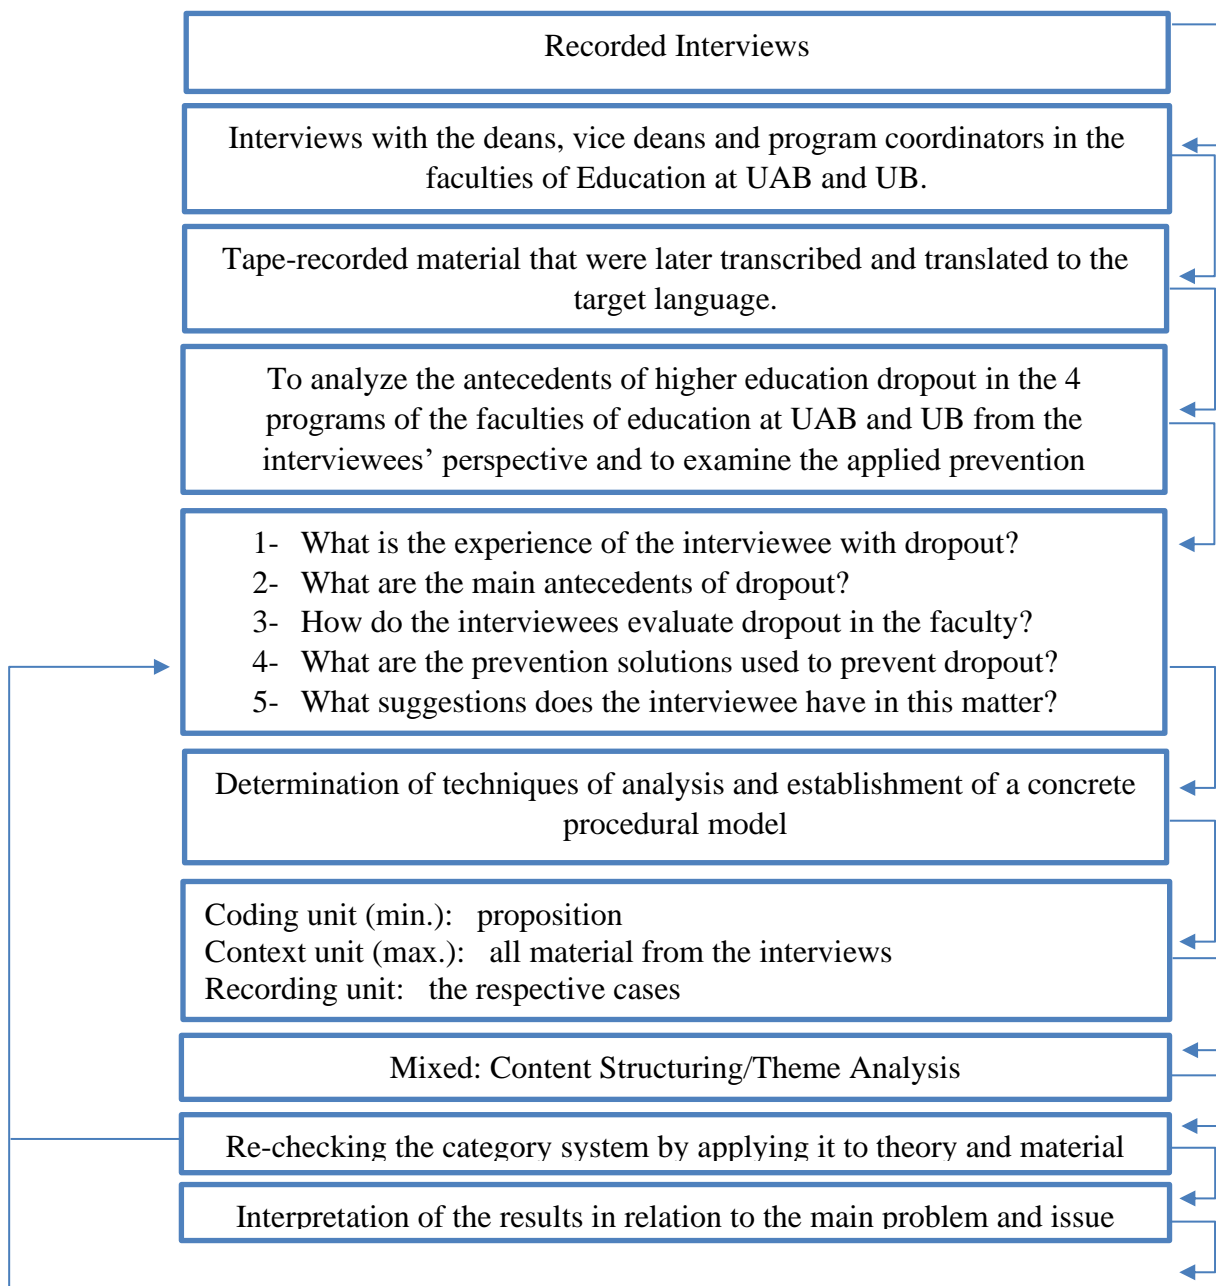 Recorded Interviews
Interviews with the deans, vice deans and program coordinators in the
faculties of Education at UAB and UB.
Tape-recorded material that were later transcribed and translated to the
target language.
To analyze the antecedents of higher education dropout in the 4
programs of the faculties of education at UAB and UB from the
interviewees’ perspective and to examine the applied prevention
1- What is the experience of the interviewee with dropout?
2- What are the main antecedents of dropout?
3- How do the interviewees evaluate dropout in the faculty?
4- What are the prevention solutions used to prevent dropout?
5- What suggestions does the interviewee have in this matter?
Determination of techniques of analysis and establishment of a concrete
procedural model
Coding unit (min.): proposition
Context unit (max.): all material from the interviews
Recording unit: the respective cases
Mixed: Content Structuring/Theme Analysis
Re-checking the category system by applying it to theory and material
Interpretation of the results in relation to the main problem and issue